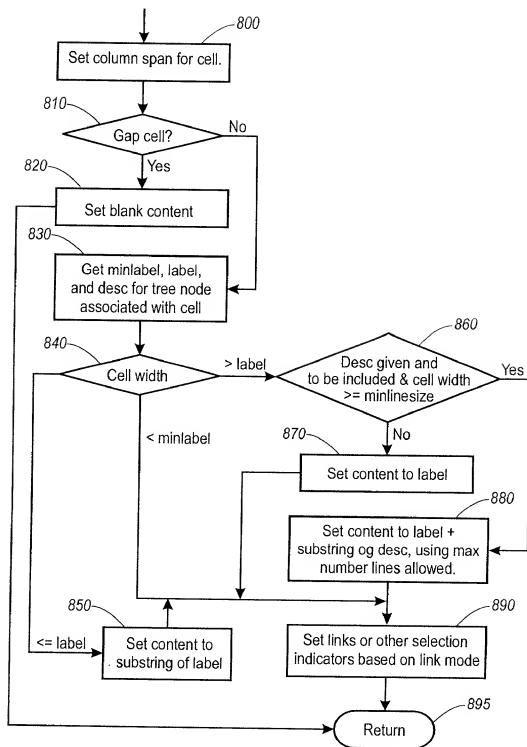 800
Set column span for cell.
810
Gap cell?
No
Yes
820
Set blank content
830
Get minlabel, label,
and desc for tree node
associated with cell
840
Cell width
> label
860
Desc given and
to be included & cell width
>= minlinesize
Yes
No
< minlabel
870
Set content to label
880
Set content to label +
substring og desc, using max
number lines allowed.
850
<= label
Set content to
substring of label
890
Set links or other selection
indicators based on link mode
895
Return